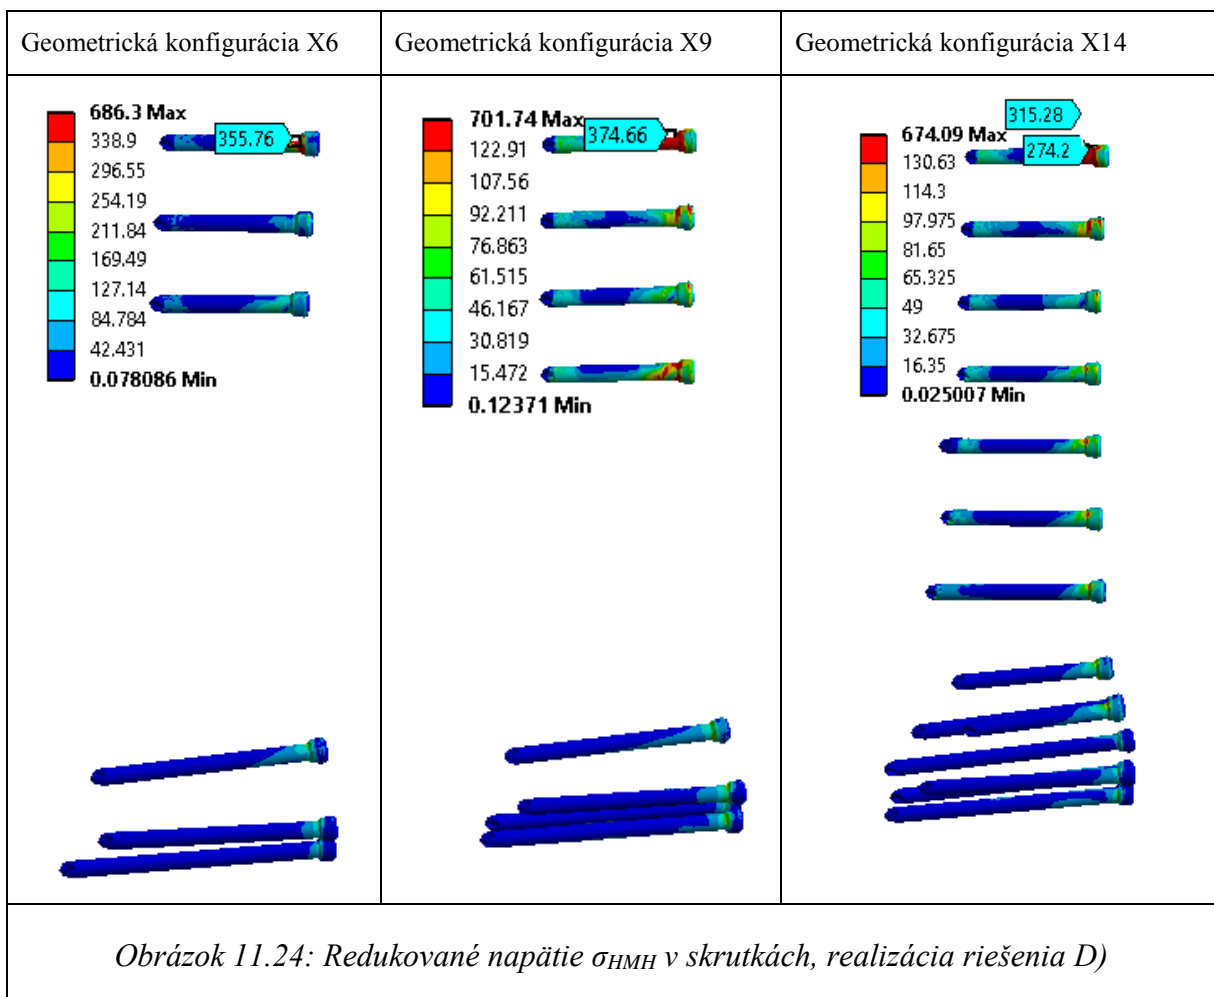 Geometrická konfigurácia X6
Geometrická konfigurácia X9
Geometrická konfigurácia X14
686.3 Max
338.9
296.55
254.19
211.84
169.49
127.14
84.784
42.431
0.078086 Min
355.76
701.74 Max
122.91
107.56
92.211
76.863
61.515
46.167
30.819
15.472
0.12371 Min
374.66
315.28
274.2
674.09 Max
130.63
114.3
97.975
81.65
65.325
49
32.675
16.35
0.025007 Min
Obrázok 11.24: Redukované napätie σHMH v skrutkách, realizácia riešenia D)